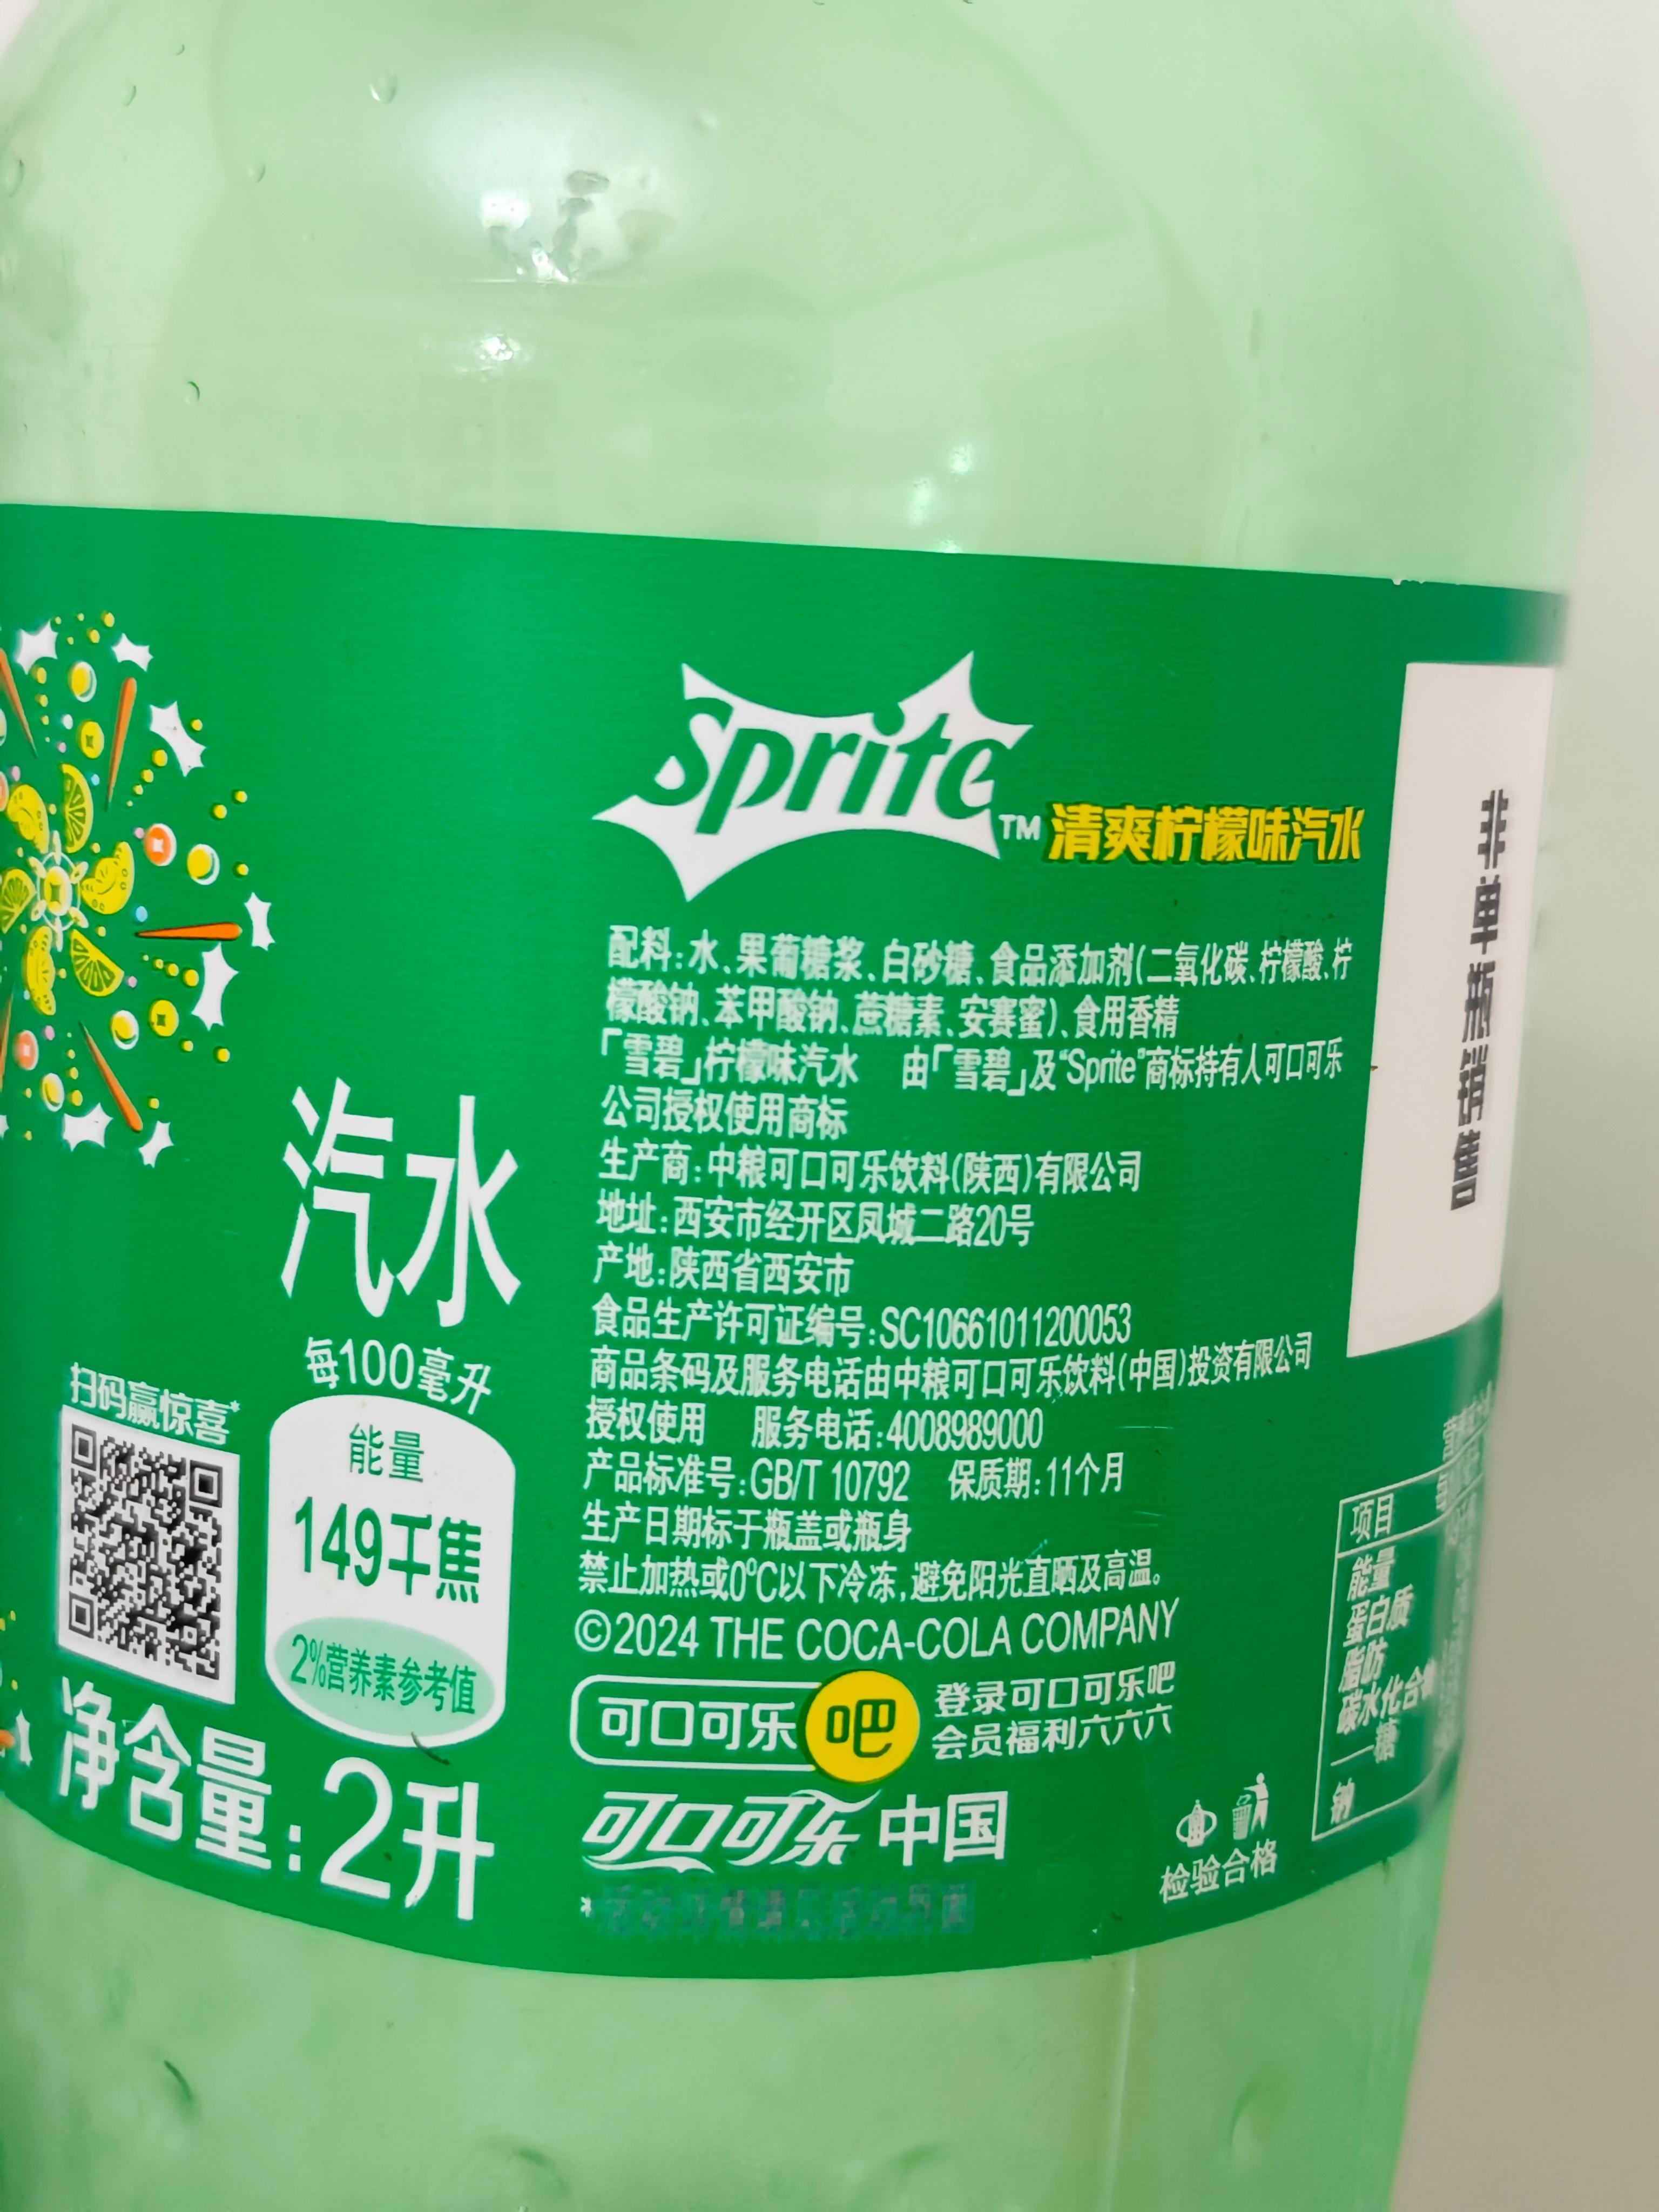 sprite™ 清爽柠檬味汽水
配料:水、果葡糖浆、白砂糖、食品添加剂(二氧化碳、柠檬酸、柠
檬酸钠、苯甲酸钠、蔗糖素、安赛蜜)、食用香精
「雪碧」柠檬味汽水 由「雪碧」及“Sprite”商标持有人可口可乐
公司授权使用商标
生产商:中粮可口可乐饮料(陕西)有限公司
地址:西安市经开区凤城二路20号
产地:陕西省西安市
食品生产许可证编号:SC10661011200053
商品条码及服务电话由中粮可口可乐饮料(中国)投资有限公司
授权使用 服务电话:4008989000
产品标准号:GB/T 10792 保质期:11个月
生产日期标于瓶盖或瓶身
禁止加热或0°C以下冷冻,避免阳光直晒及高温。
©2024 THE COCA-COLA COMPANY
可口可乐吧
登录可口可乐吧
会员福利六六六
可口可乐中国
检验合格
汽水
每100毫升
能量
149千焦
2%营养素参考值
扫码赢惊喜*
净含量:2升
非单瓶销售
项目
能量
蛋白质
脂肪
碳水化合物
—糖
钠